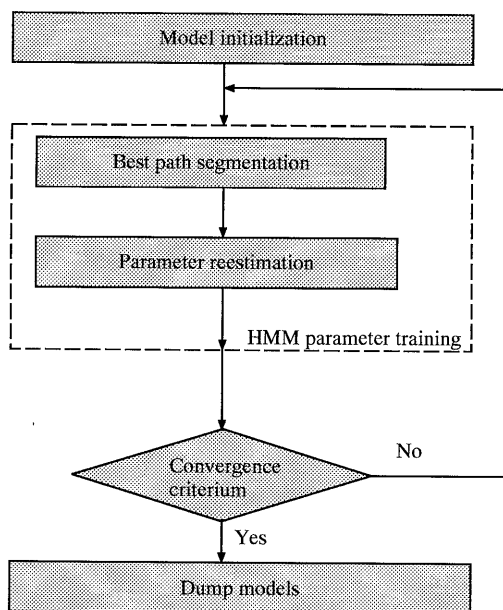 Model initialization
Best path segmentation
Parameter reestimation
HMM parameter training
Convergence
criterium
No
Yes
Dump models